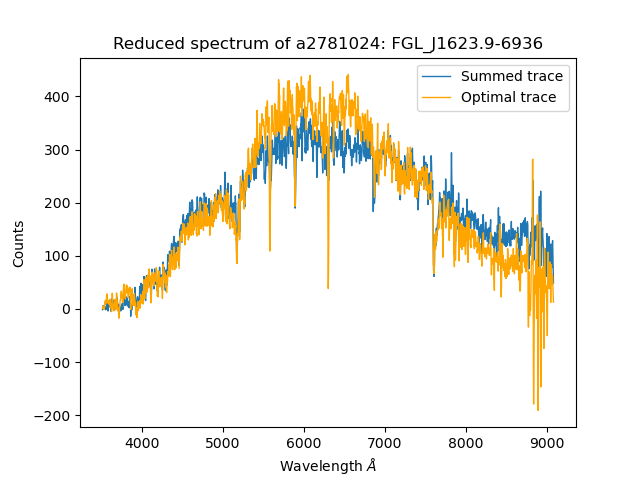 Reduced spectrum of a2781024: FGL_J1623.9-6936
Summed trace
Optimal trace
400
300
200
100
0
−100
−200
Counts
4000 5000 6000 7000 8000 9000
Wavelength Å